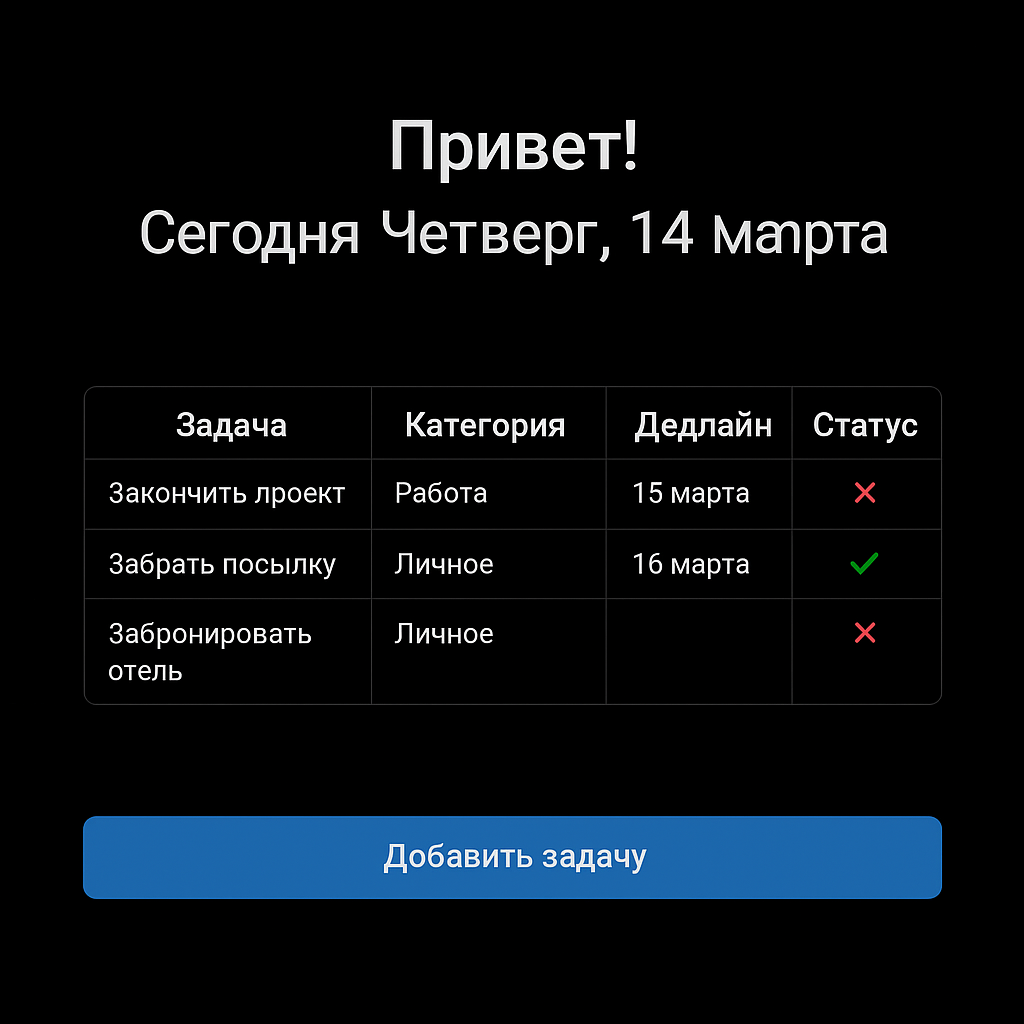 Привет!
Сегодня Четверг, 14 маnрта
Задача Категория Дедлайн Статус
Закончить лроект Работа 15 марта
Забрать посылку Личное 16 марта
Забронировать Личное
отель
Добавить задачу